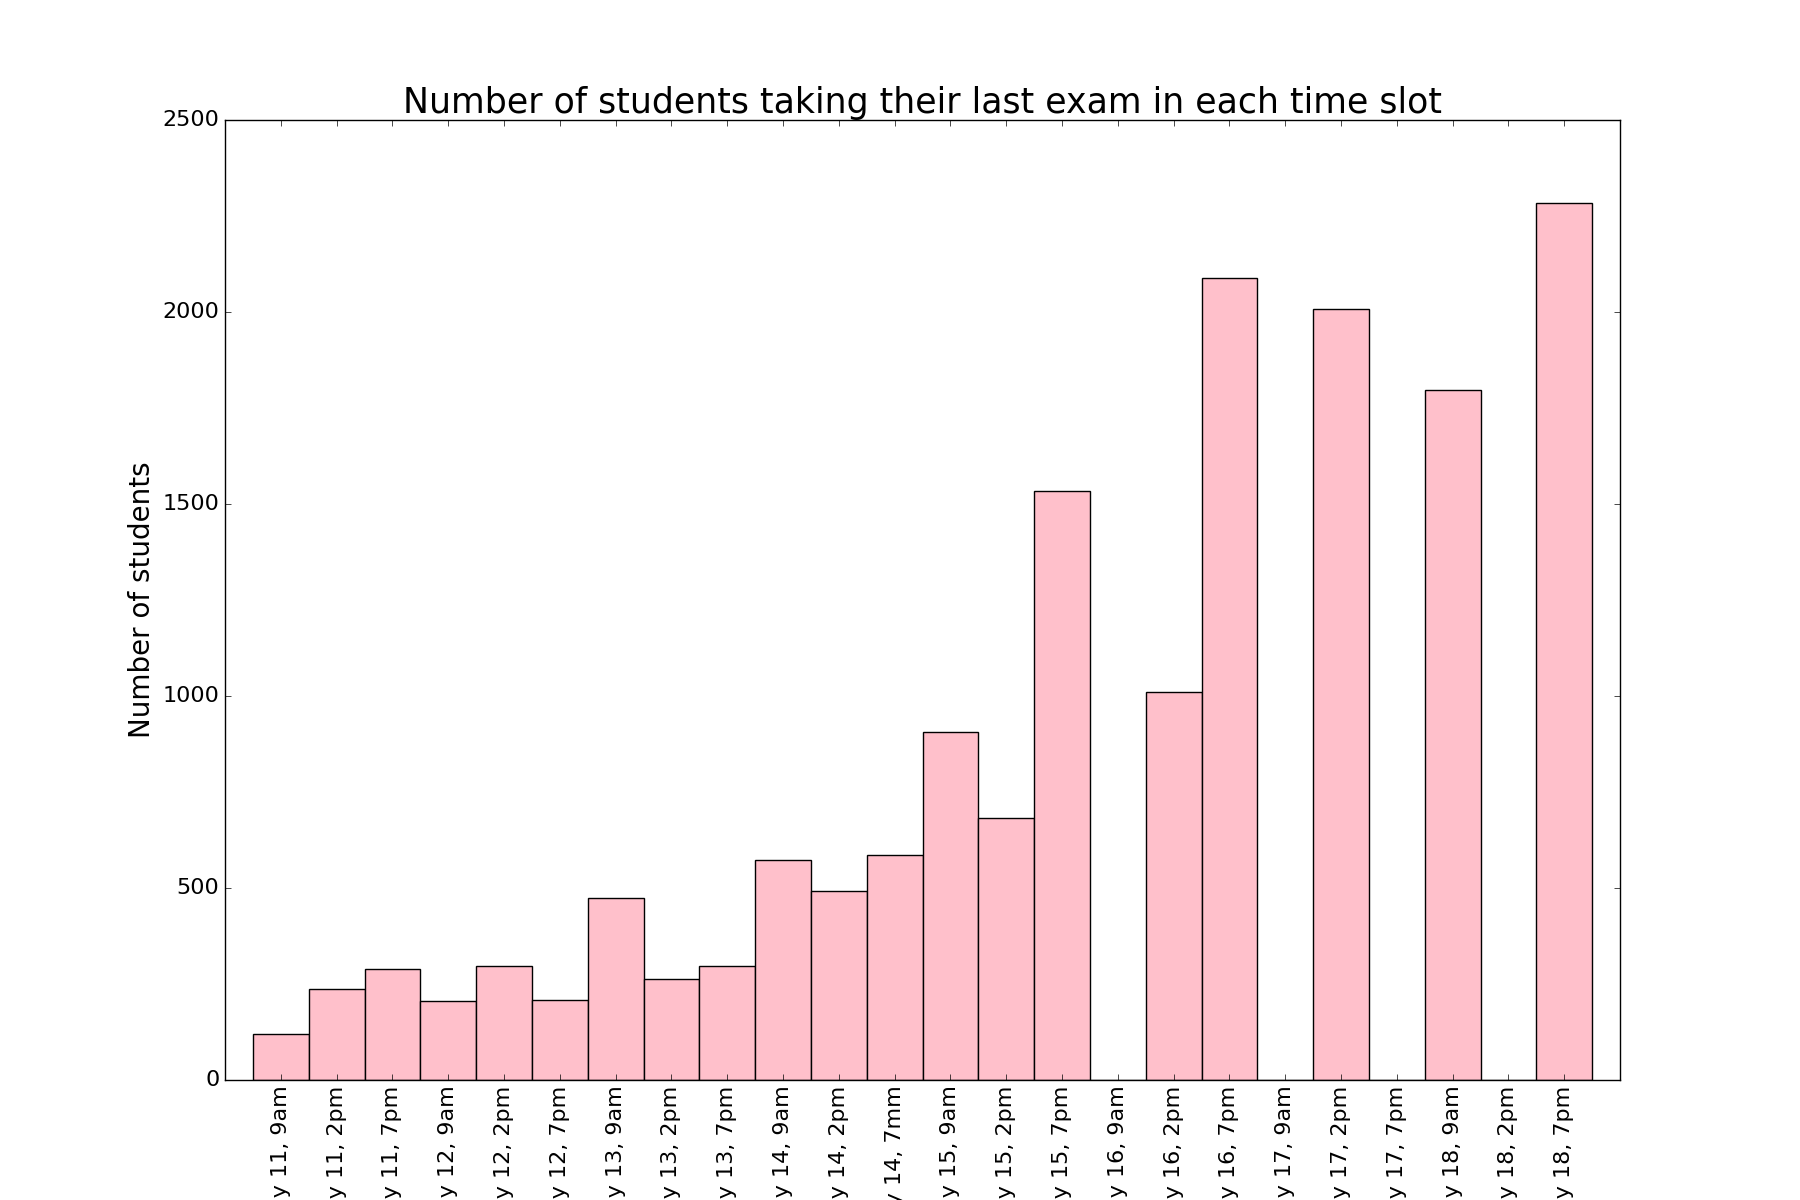 Number of students taking their last exam in each time slot
Number of students
2500
2000
1500
1000
500
0
y 11, 9am
y 11, 2pm
y 11, 7pm
y 12, 9am
y 12, 2pm
y 12, 7pm
y 13, 9am
y 13, 2pm
y 13, 7pm
y 14, 9am
y 14, 2pm
y 14, 7mm
y 15, 9am
y 15, 2pm
y 15, 7pm
y 16, 9am
y 16, 2pm
y 16, 7pm
y 17, 9am
y 17, 2pm
y 17, 7pm
y 18, 9am
y 18, 2pm
y 18, 7pm